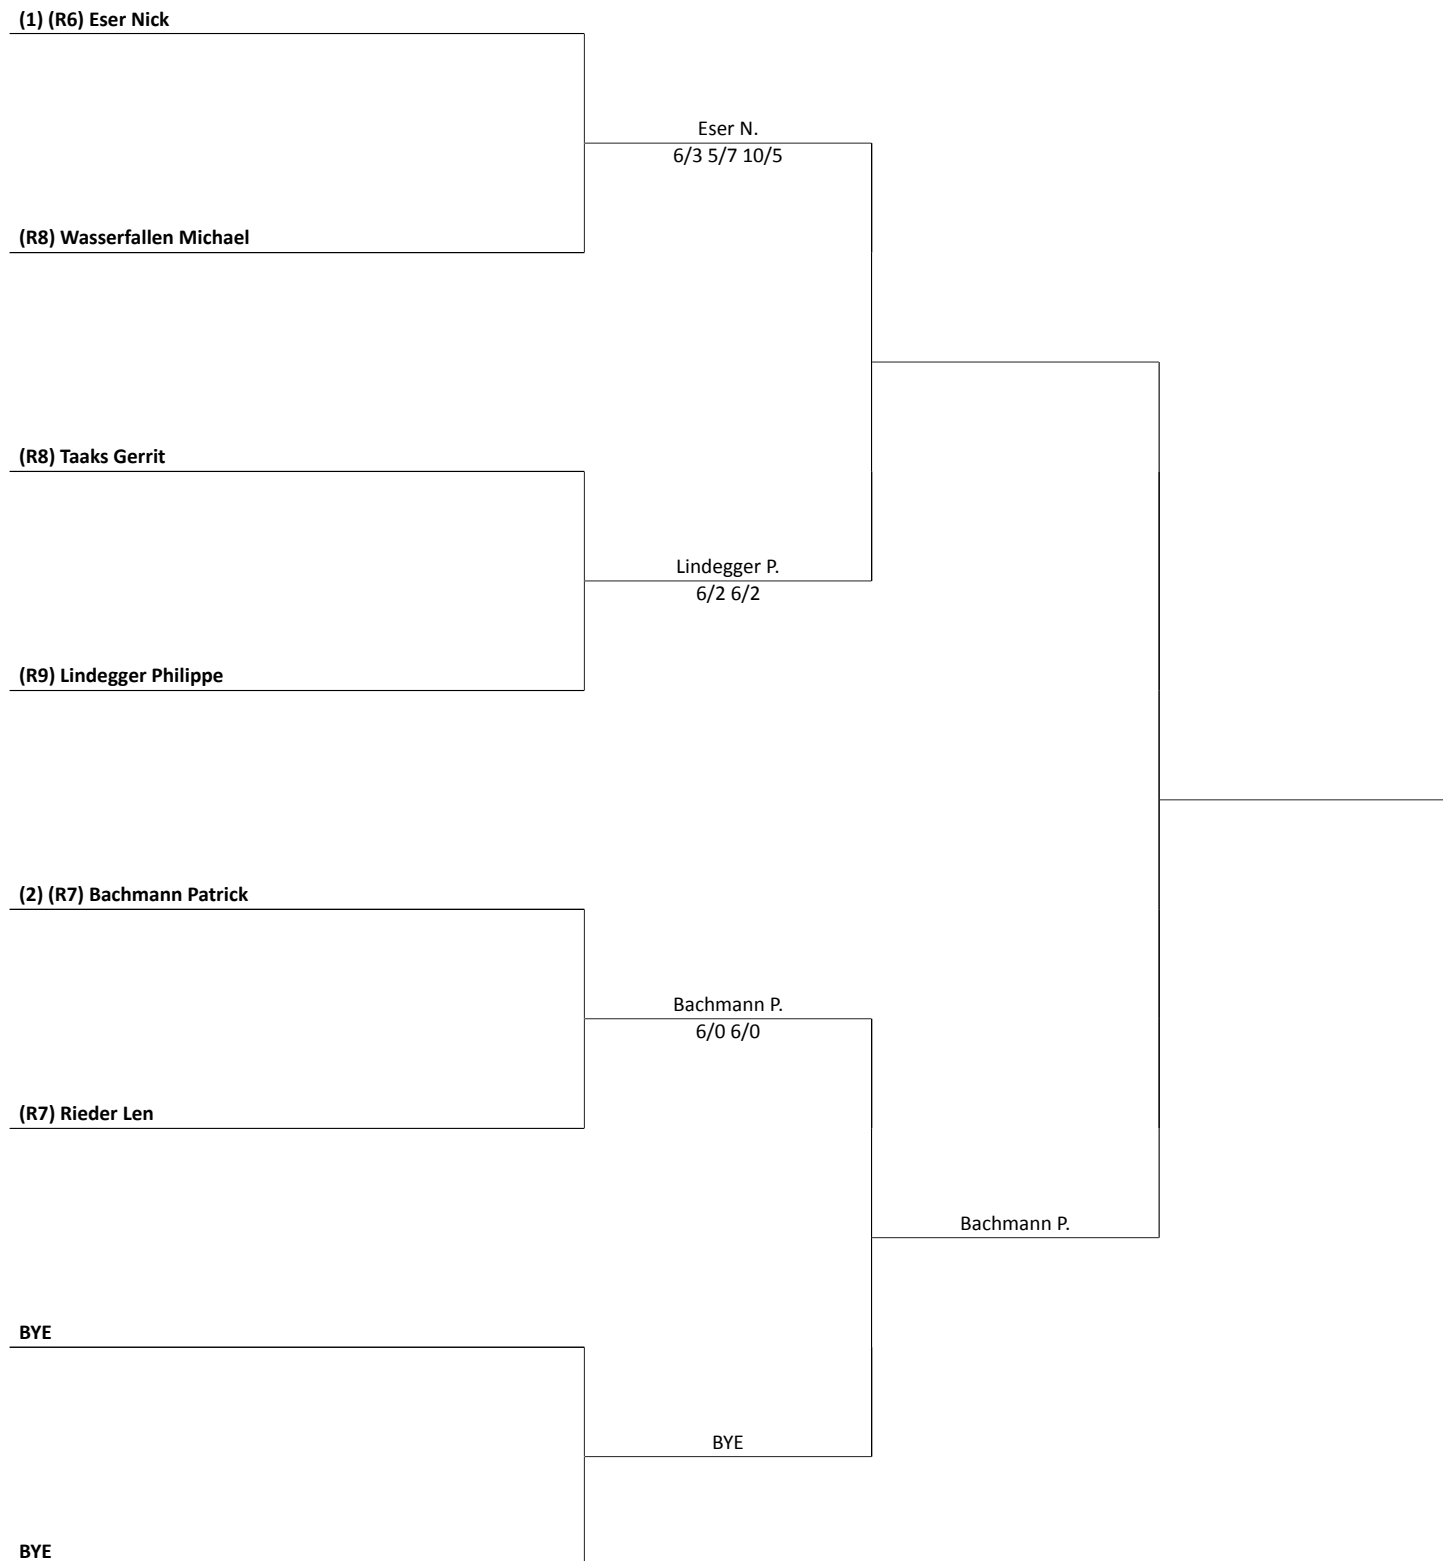 (1) (R6) Eser Nick
Eser N.
6/3 5/7 10/5
(R8) Wasserfallen Michael
(R8) Taaks Gerrit
Lindegger P.
6/2 6/2
(R9) Lindegger Philippe
(2) (R7) Bachmann Patrick
Bachmann P.
6/0 6/0
(R7) Rieder Len
Bachmann P.
BYE
BYE
BYE